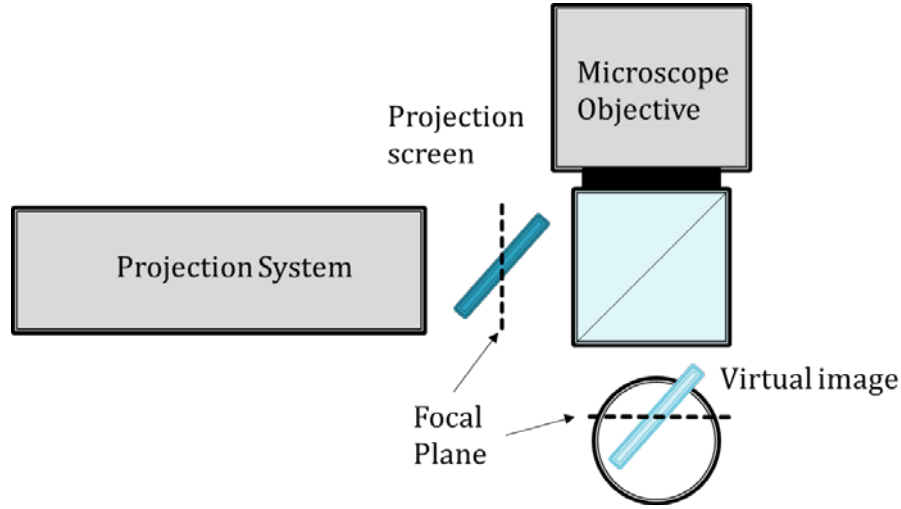 Microscope
Objective
Projection
screen
Projection System
Virtual image
Focal
Plane